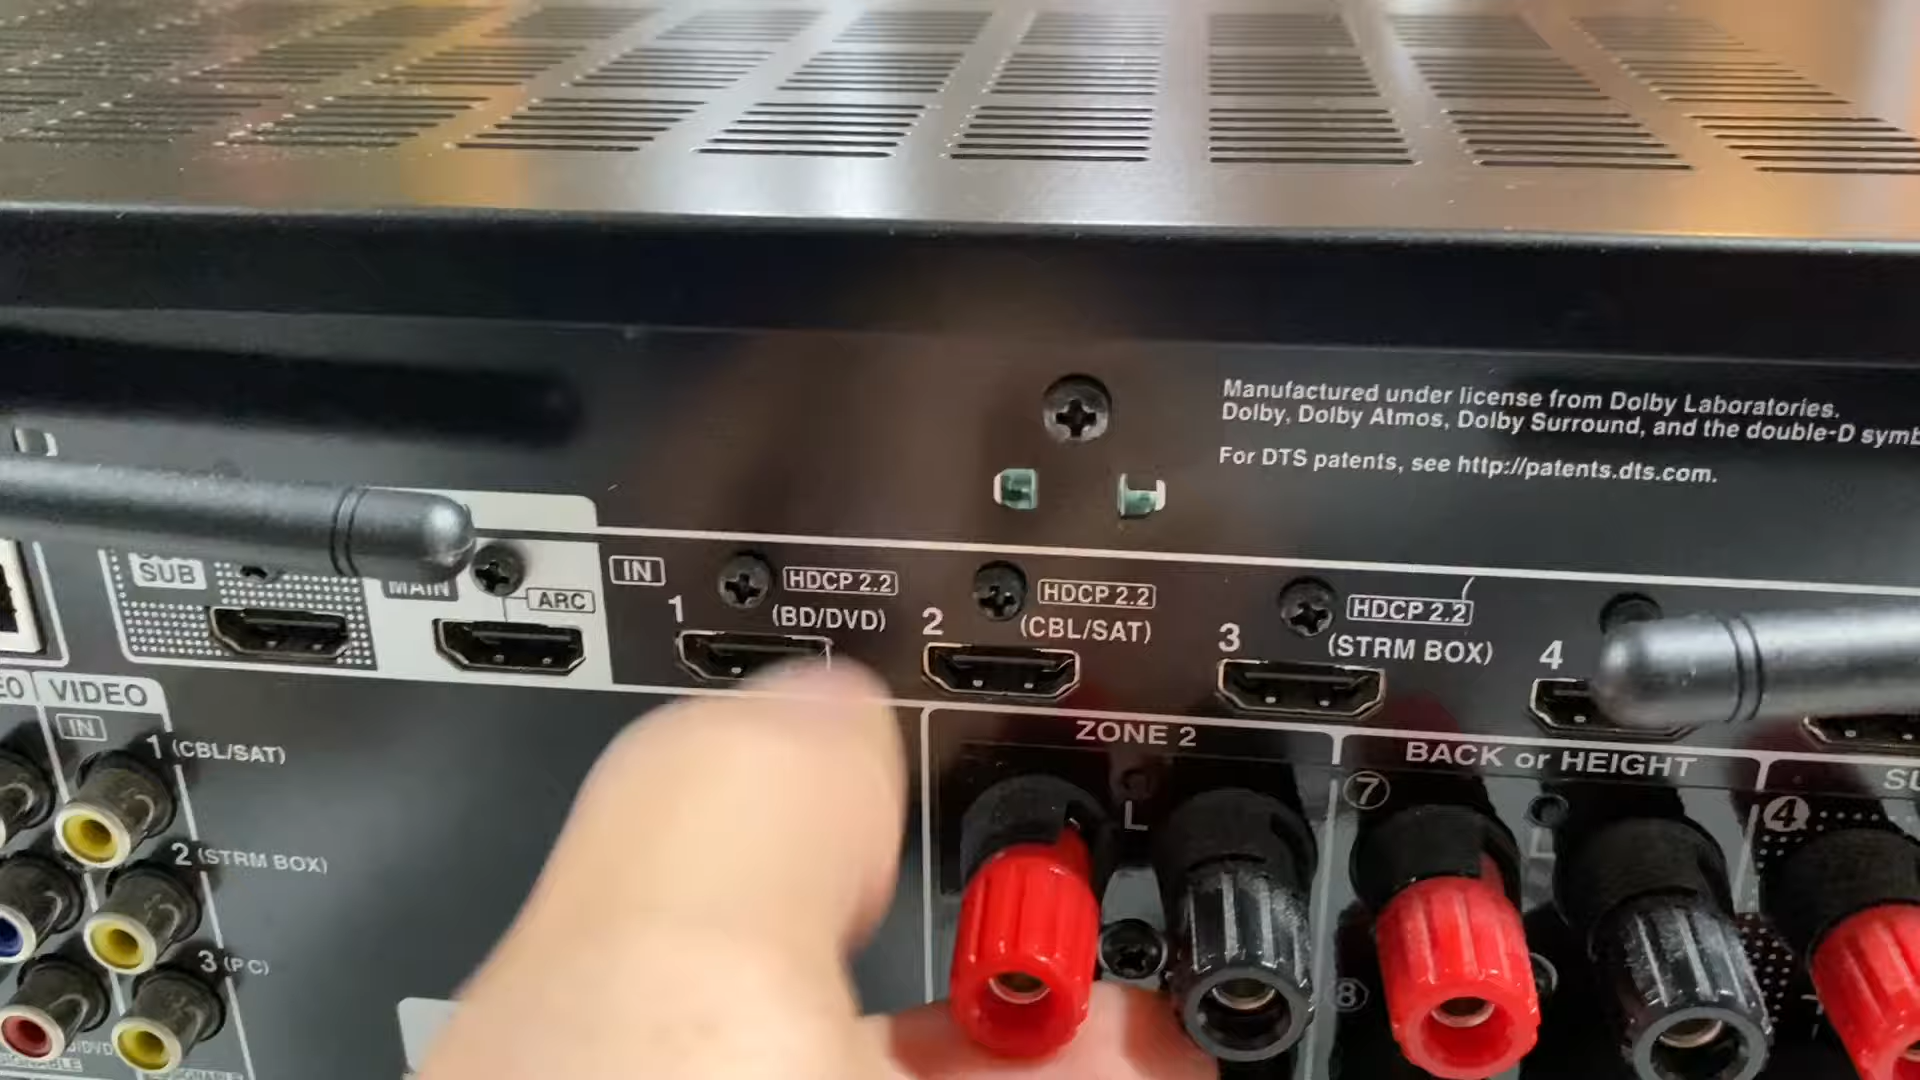 Manufactured under license from Dolby Laboratories.
Dolby, Dolby Atmos, Dolby Surround, and the double-D
For DTS patents, see http://patents.dts.com.
SUB
MAIN
ARC
IN
1
HDCP 2.2
(BD/DVD)
2
HDCP 2.2
(CBL/SAT)
3
HDCP 2.2
(STRM BOX)
4
VIDEO
IN
1 (CBL/SAT)
2 (STRM BOX)
3 (PC)
ZONE 2
L
BACK or HEIGHT
7
L
8
4